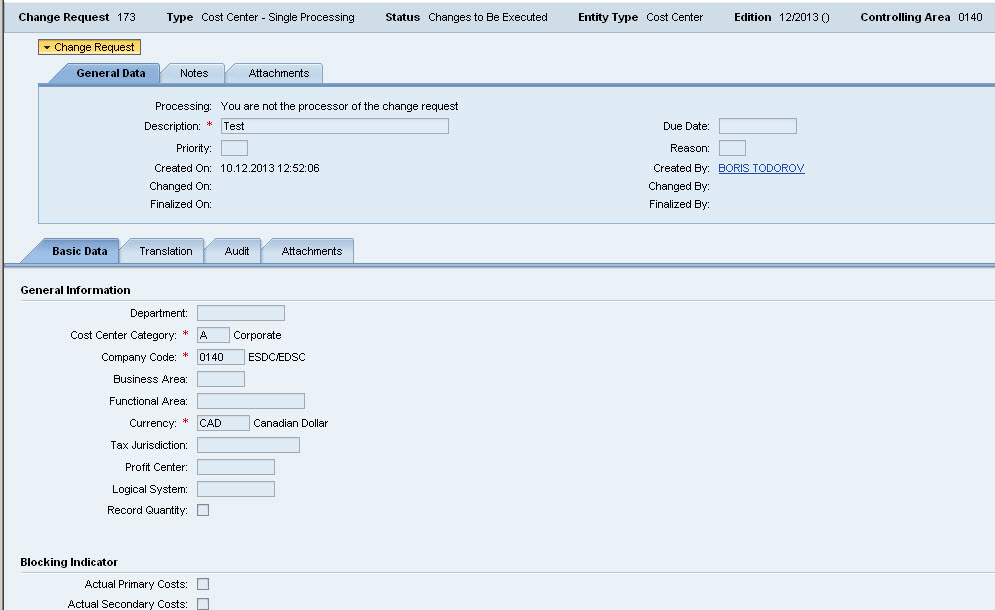 Change Request 173 Type Cost Center - Single Processing Status Changes to Be Executed Entity Type Cost Center Edition 12/2013 () Controlling Area 0140
Change Request
General Data Notes Attachments
Processing: You are not the processor of the change request
Description: * Test Due Date:
Priority: Reason:
Created On: 10.12.2013 12:52:06 Created By: BORIS TODOROV
Changed On: Changed By:
Finalized On: Finalized By:
Basic Data Translation Audit Attachments
General Information
Department:
Cost Center Category: * A Corporate
Company Code: * 0140 ESDC/EDSC
Business Area:
Functional Area:
Currency: * CAD Canadian Dollar
Tax Jurisdiction:
Profit Center:
Logical System:
Record Quantity:
Blocking Indicator
Actual Primary Costs:
Actual Secondary Costs: